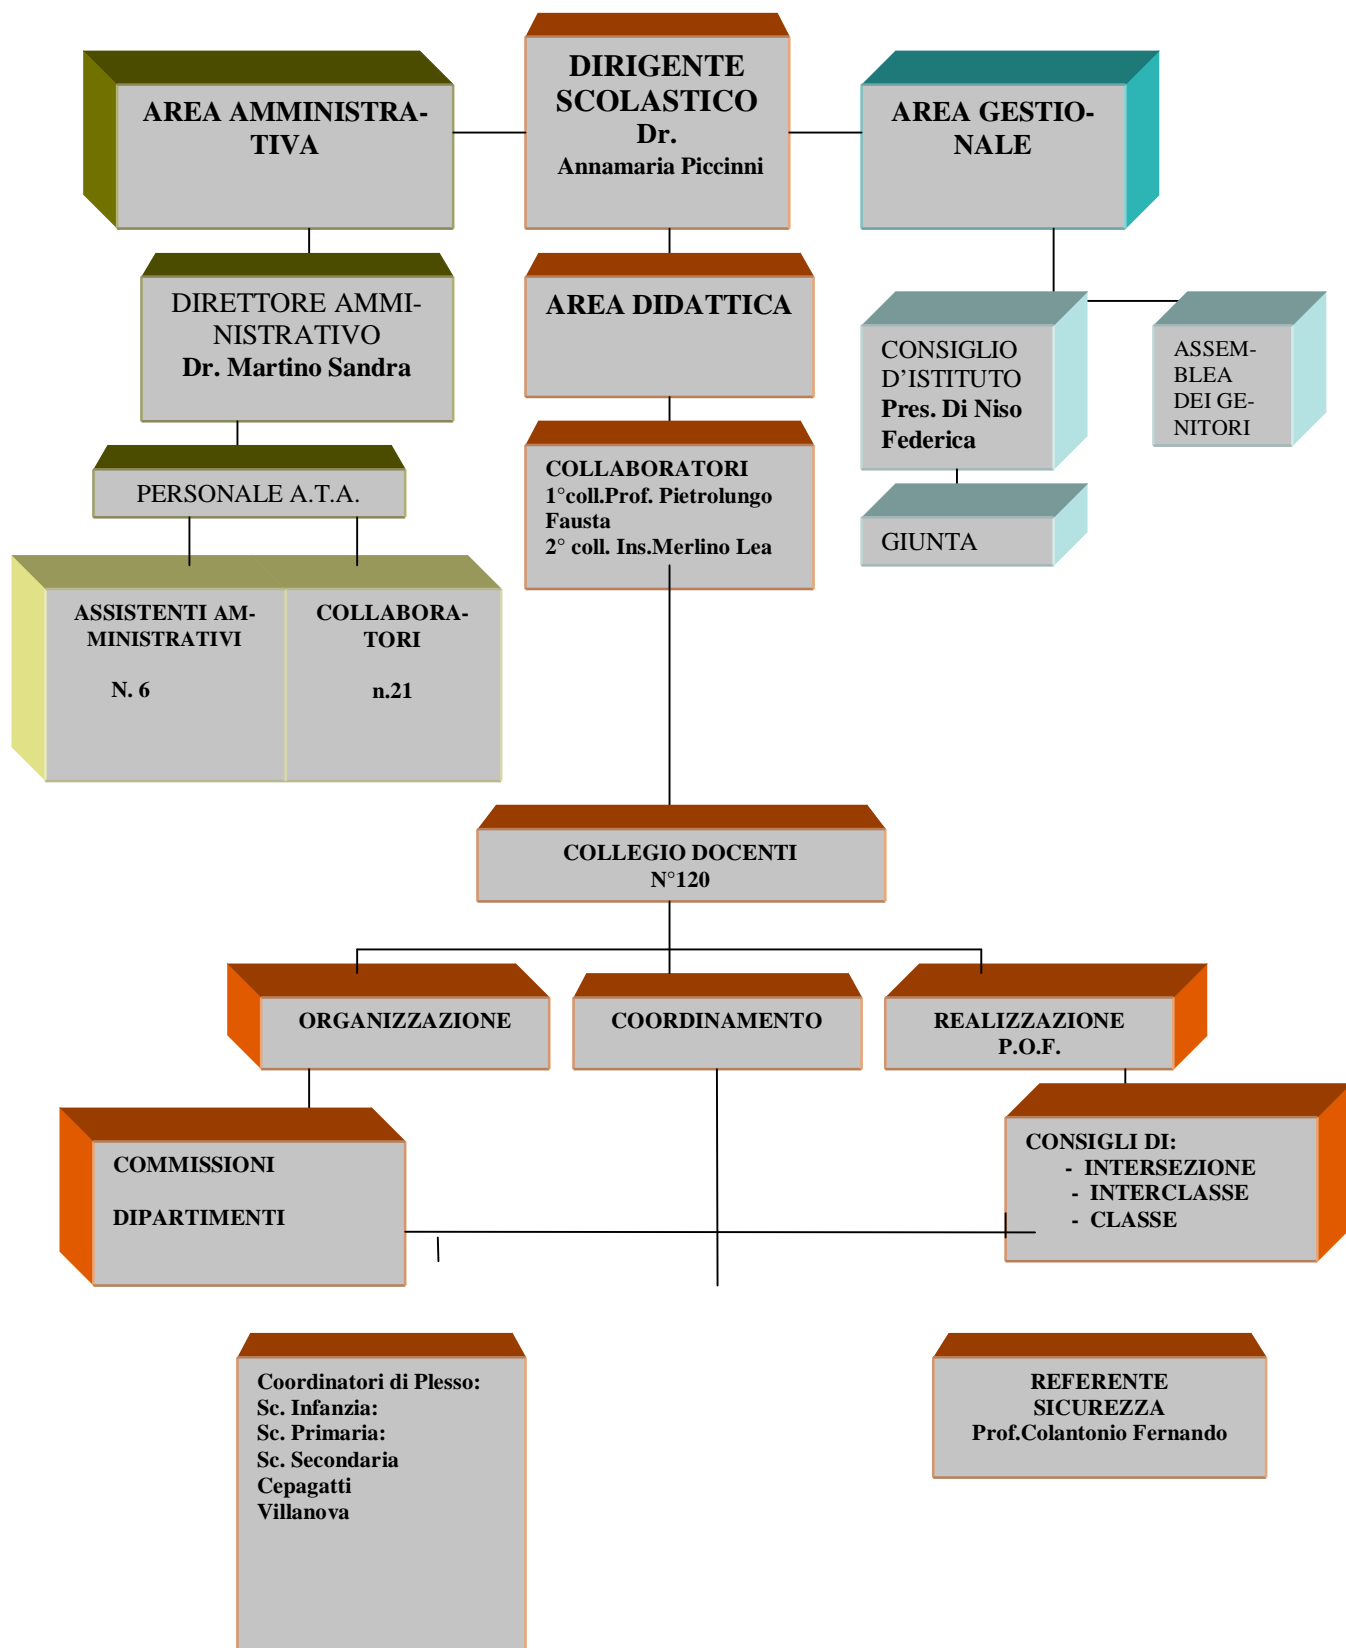 DIRIGENTE
SCOLASTICO
Dr.
Annamaria Piccinni
AREA AMMINISTRA-
TIVA
AREA GESTIO-
NALE
DIRETTORE AMMI-
NISTRATIVO
Dr. Martino Sandra
AREA DIDATTICA
CONSIGLIO
D'ISTITUTO
Pres. Di Niso
Federica
ASSEM-
BLEA
DEI GE-
NITORI
PERSONALE A.T.A.
COLLABORATORI
1°coll.Prof. Pietrolungo
Fausta
2° coll. Ins.Merlino Lea
GIUNTA
ASSISTENTI AM-
MINISTRATIVI
N. 6
COLLABORA-
TORI
n.21
COLLEGIO DOCENTI
N°120
ORGANIZZAZIONE
COORDINAMENTO
REALIZZAZIONE
P.O.F.
COMMISSIONI
DIPARTIMENTI
CONSIGLI DI:
- INTERSEZIONE
- INTERCLASSE
- CLASSE
Coordinatori di Plesso:
Sc. Infanzia:
Sc. Primaria:
Sc. Secondaria
Cepagatti
Villanova
REFERENTE
SICUREZZA
Prof.Colantonio Fernando